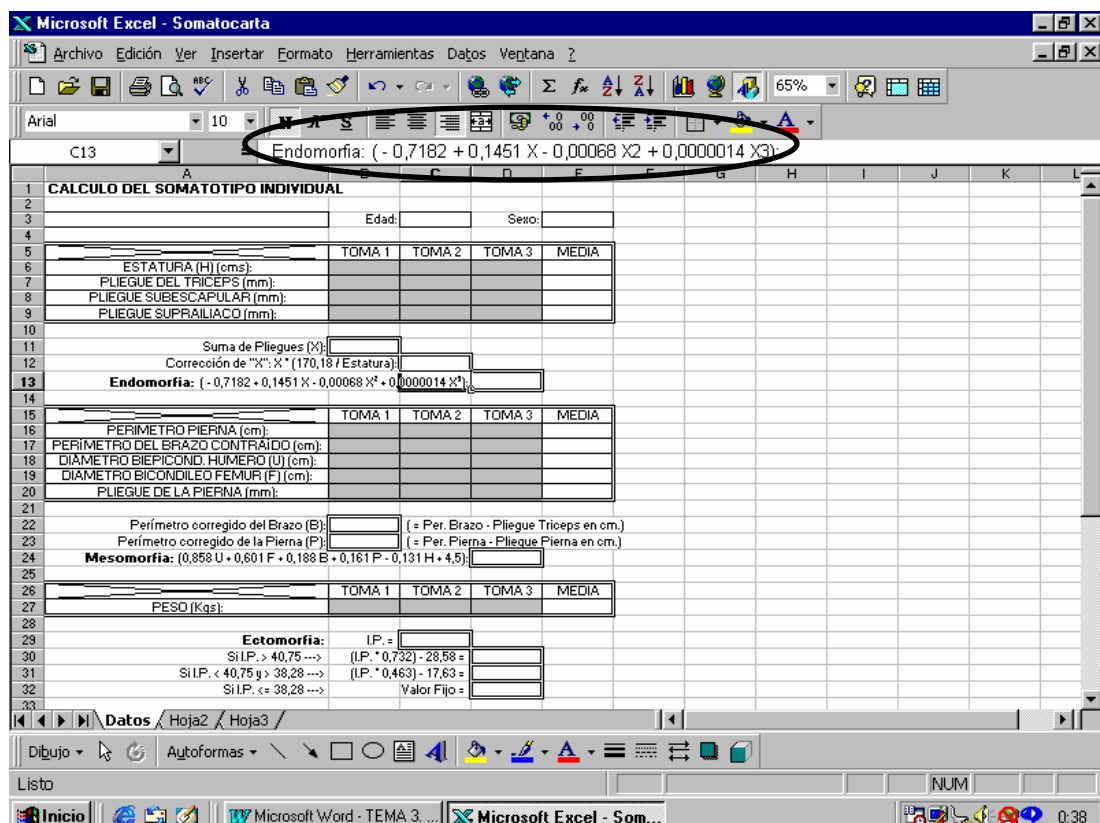 Microsoft Excel - Somatocarta
Archivo Edición Ver Insertar Formato Herramientas Datos Ventana ?
65%
Arial 10 N K S
C13 = Endomorfia: ( - 0,7182 + 0,1451 X - 0,00068 X2 + 0,0000014 X3):
A B C D E F G H I J K L
1 CALCULO DEL SOMATOTIPO INDIVIDUAL
2
3 Edad: Sexo:
4
5 TOMA 1 TOMA 2 TOMA 3 MEDIA
6 ESTATURA (H) (cms):
7 PLIEGUE DEL TRICEPS (mm):
8 PLIEGUE SUBESCAPULAR (mm):
9 PLIEGUE SUPRAILIACO (mm):
10
11 Suma de Pliegues (X):
12 Corrección de "X": X * (170,18 / Estatura):
13 Endomorfia: ( - 0,7182 + 0,1451 X - 0,00068 X² + 0,0000014 X³):
14
15 TOMA 1 TOMA 2 TOMA 3 MEDIA
16 PERIMETRO PIERNA (cm):
17 PERÍMETRO DEL BRAZO CONTRAÍDO (cm):
18 DIÁMETRO BIEPICOND. HUMERO (U) (cm):
19 DIAMETRO BICONDILEO FEMUR (F) (cm):
20 PLIEGUE DE LA PIERNA (mm):
21
22 Perímetro corregido del Brazo (B): ( = Per. Brazo - Pliegue Triceps en cm.)
23 Perímetro corregido de la Pierna (P): ( = Per. Pierna - Pliegue Pierna en cm.)
24 Mesomorfia: (0,858 U + 0,601 F + 0,188 B + 0,161 P - 0,131 H + 4,5):
25
26 TOMA 1 TOMA 2 TOMA 3 MEDIA
27 PESO (Kgs):
28
29 Ectomorfia: I.P. =
30 Si I.P. > 40,75 ---> (I.P. * 0,732) - 28,58 =
31 Si I.P. < 40,75 y > 38,28 ---> (I.P. * 0,463) - 17,63 =
32 Si I.P. <= 38,28 ---> Valor Fijo =
33
Datos Hoja2 Hoja3
Dibujo Autoformas
Listo NUM
Inicio Microsoft Word - TEMA 3. ... Microsoft Excel - Som... 0:38